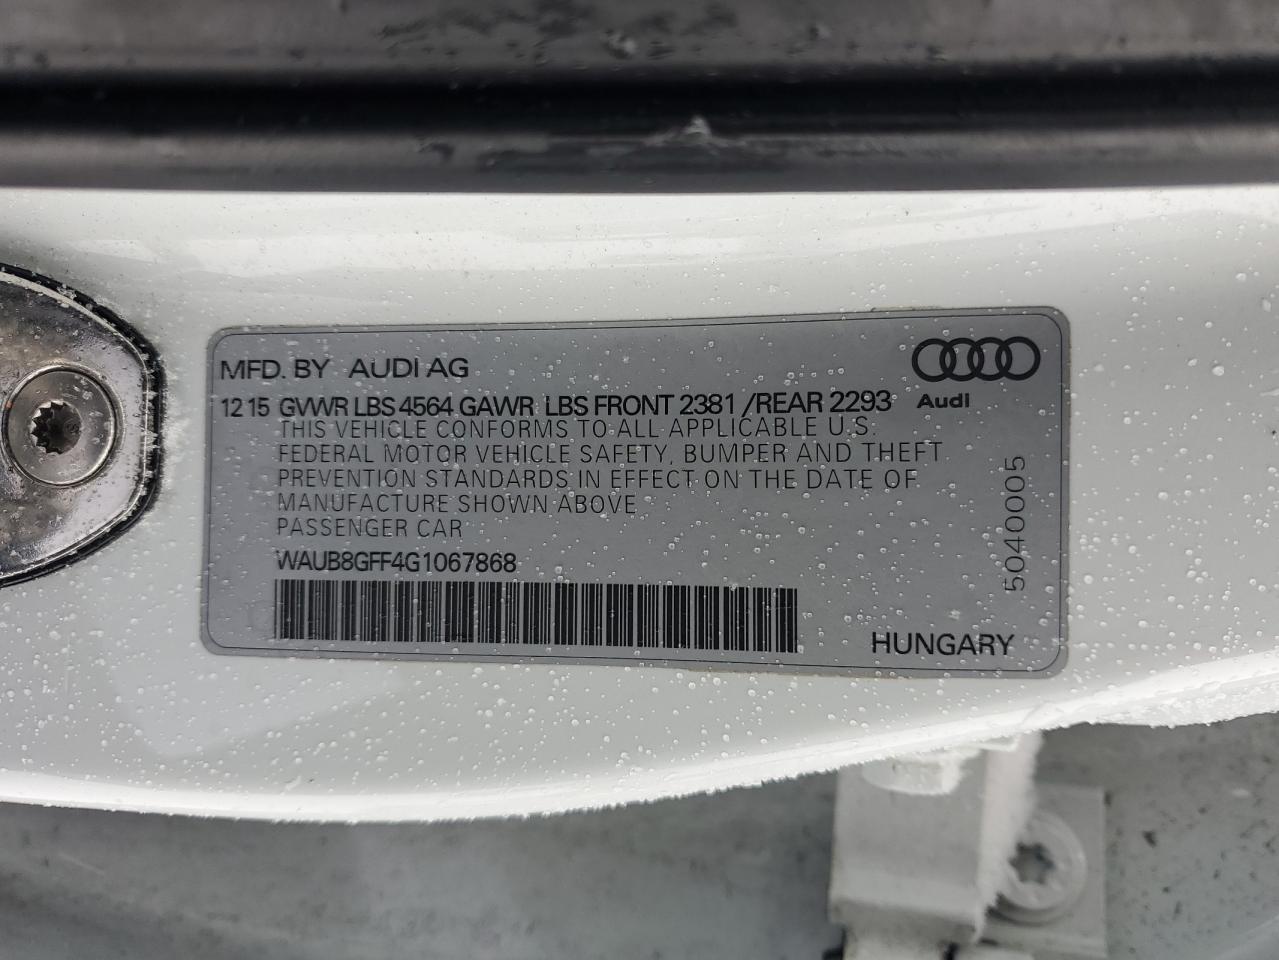 MFD. BY AUDI AG
12 15 GVWR LBS 4564 GAWR LBS FRONT 2381 /REAR 2293
Audi
THIS VEHICLE CONFORMS TO ALL APPLICABLE U.S.
FEDERAL MOTOR VEHICLE SAFETY, BUMPER AND THEFT
PREVENTION STANDARDS IN EFFECT ON THE DATE OF
MANUFACTURE SHOWN ABOVE
PASSENGER CAR
WAUB8GFF4G1067868
HUNGARY
5040005